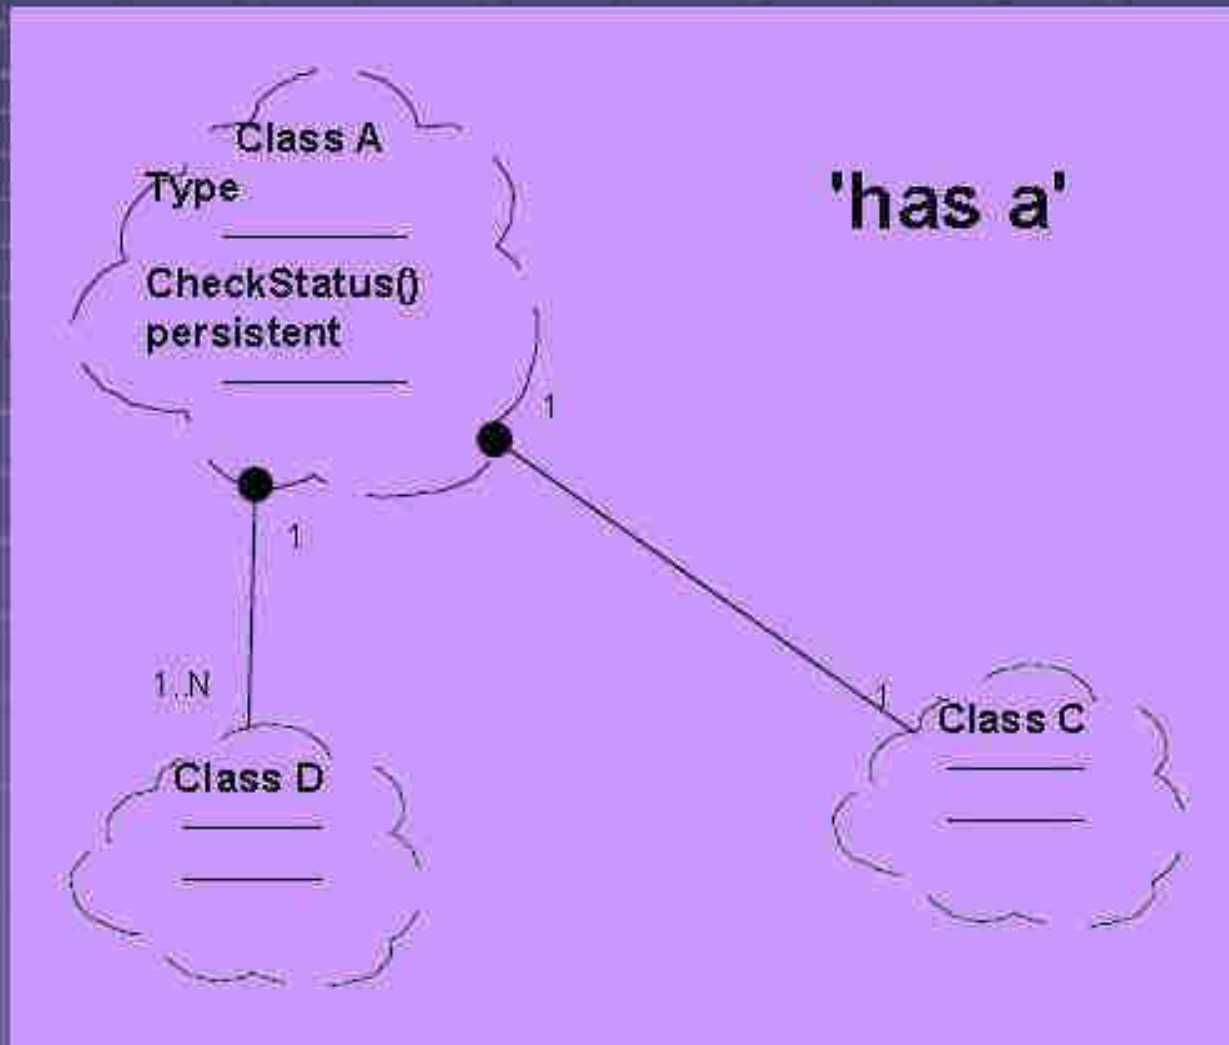 Class A
Type
'has a'
CheckStatus()
persistent
1
1
1..N
1
Class C
Class D